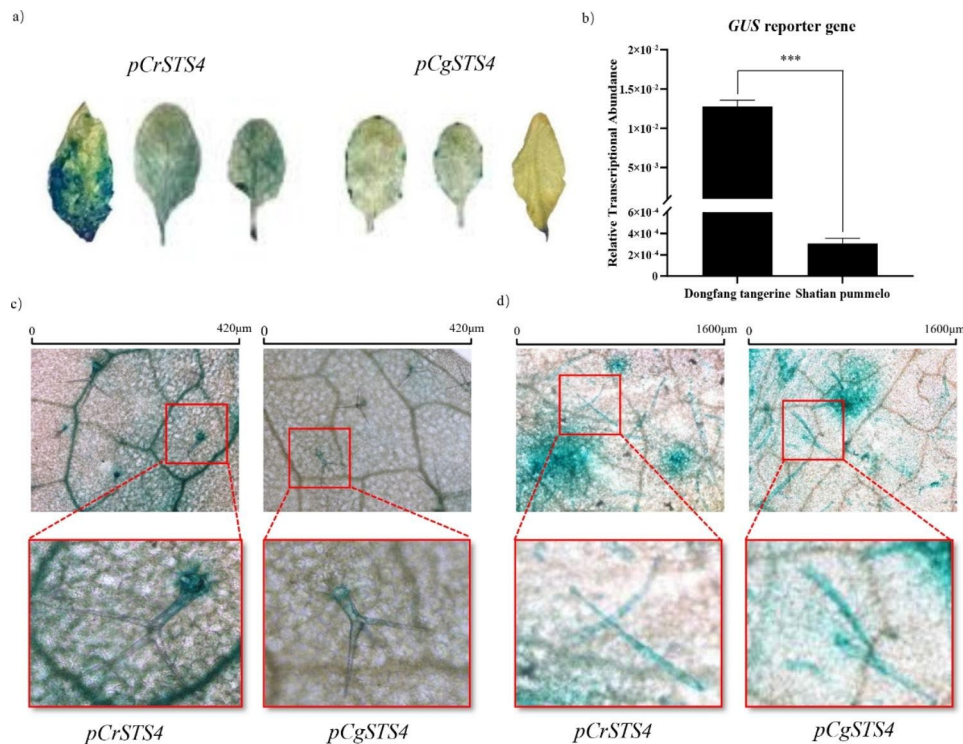 a)
pCrSTS4
pCgSTS4
b)
GUS reporter gene
***
Relative Transcriptional Abundance
2×10⁻²
1.5×10⁻²
1×10⁻²
5×10⁻³
6×10⁻⁴
4×10⁻⁴
2×10⁻⁴
0
Dongfang tangerine Shatian pummelo
c)
0 420μm
0 420μm
pCrSTS4
pCgSTS4
d)
0 1600μm
0 1600μm
pCrSTS4
pCgSTS4